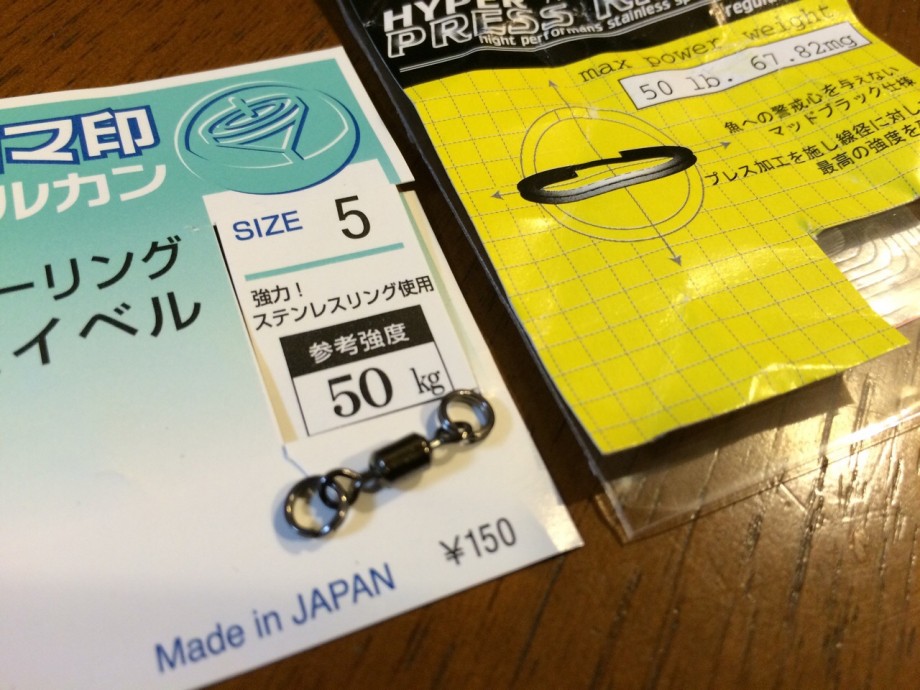 マ印
ルカン
ーリング
イベル
SIZE 5
強力！
ステンレスリング使用
参考強度
50 kg
¥150
Made in JAPAN
HYPER
PRESS
hight performans stainless
max power weight
50 lb. 67.82mg
魚への警戒心を与えない
マッドブラック仕様
プレス加工を施し線径に対し
最高の強度を